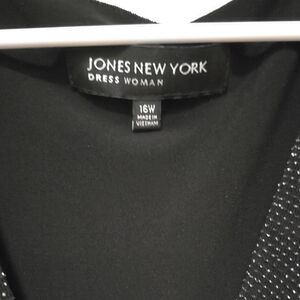 JONES NEW YORK
DRESS WOMAN
16W
MADE IN
VIETNAM